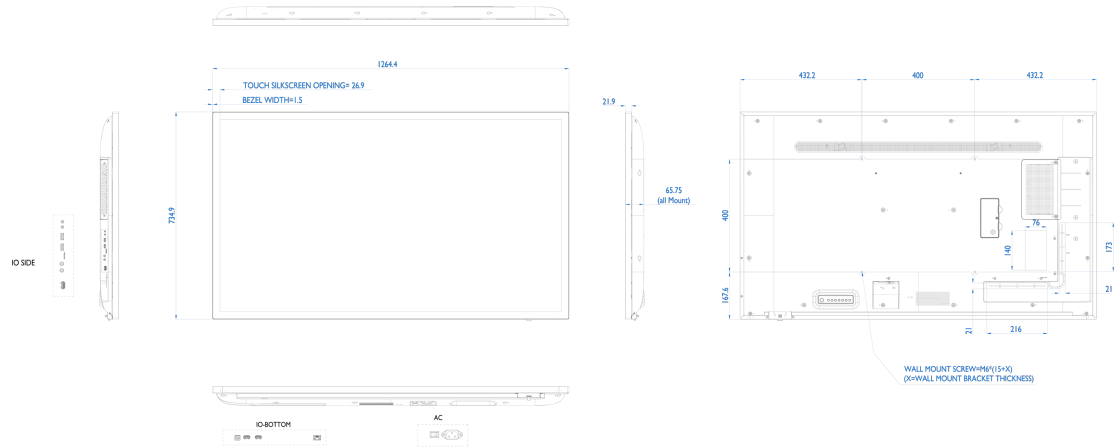 1264.4
TOUCH SILKSCREEN OPENING= 26.9
BEZEL WIDTH=1.5
734.9
IO SIDE
21.9
65.75
(all Mount)
432.2
400
432.2
400
167.6
76
140
173
21
21
216
WALL MOUNT SCREW=M6*(15+X)
(X=WALL MOUNT BRACKET THICKNESS)
IO-BOTTOM
AC